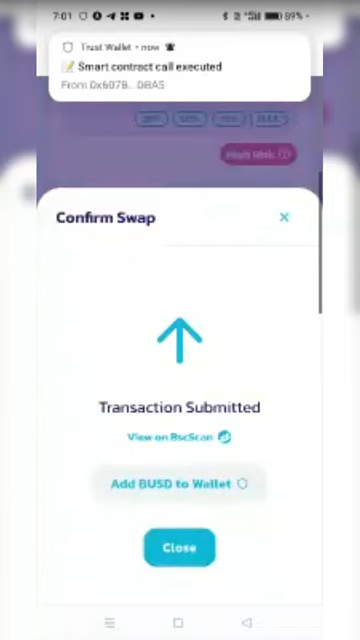 7:01
89%
Trust Wallet • now
Smart contract call executed
From 0x607B...DBA5
Confirm Swap
Transaction Submitted
View on BscScan
Add BUSD to Wallet
Close